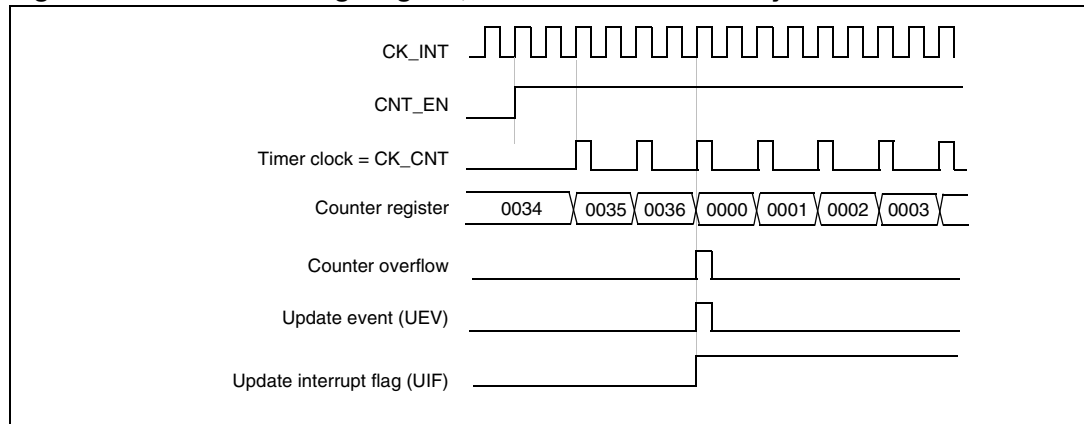 CK_INT
CNT_EN
Timer clock = CK_CNT
Counter register 0034 0035 0036 0000 0001 0002 0003
Counter overflow
Update event (UEV)
Update interrupt flag (UIF)